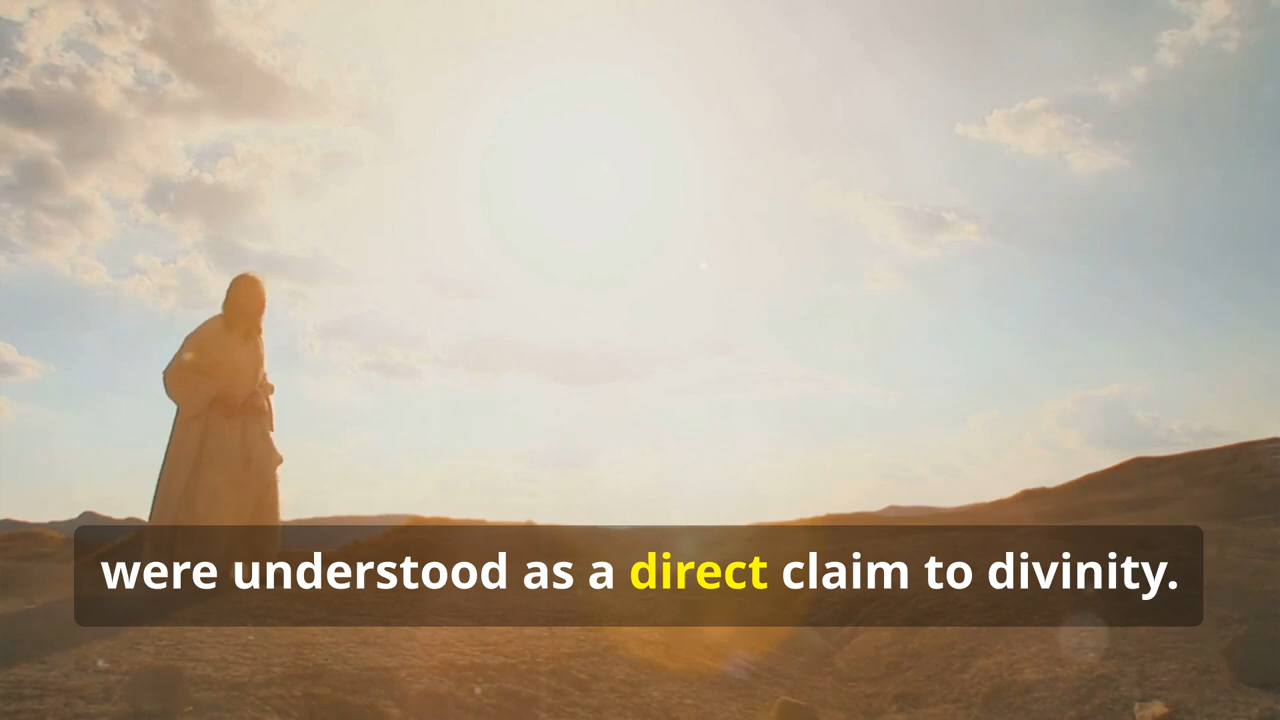 were understood as a direct claim to divinity.